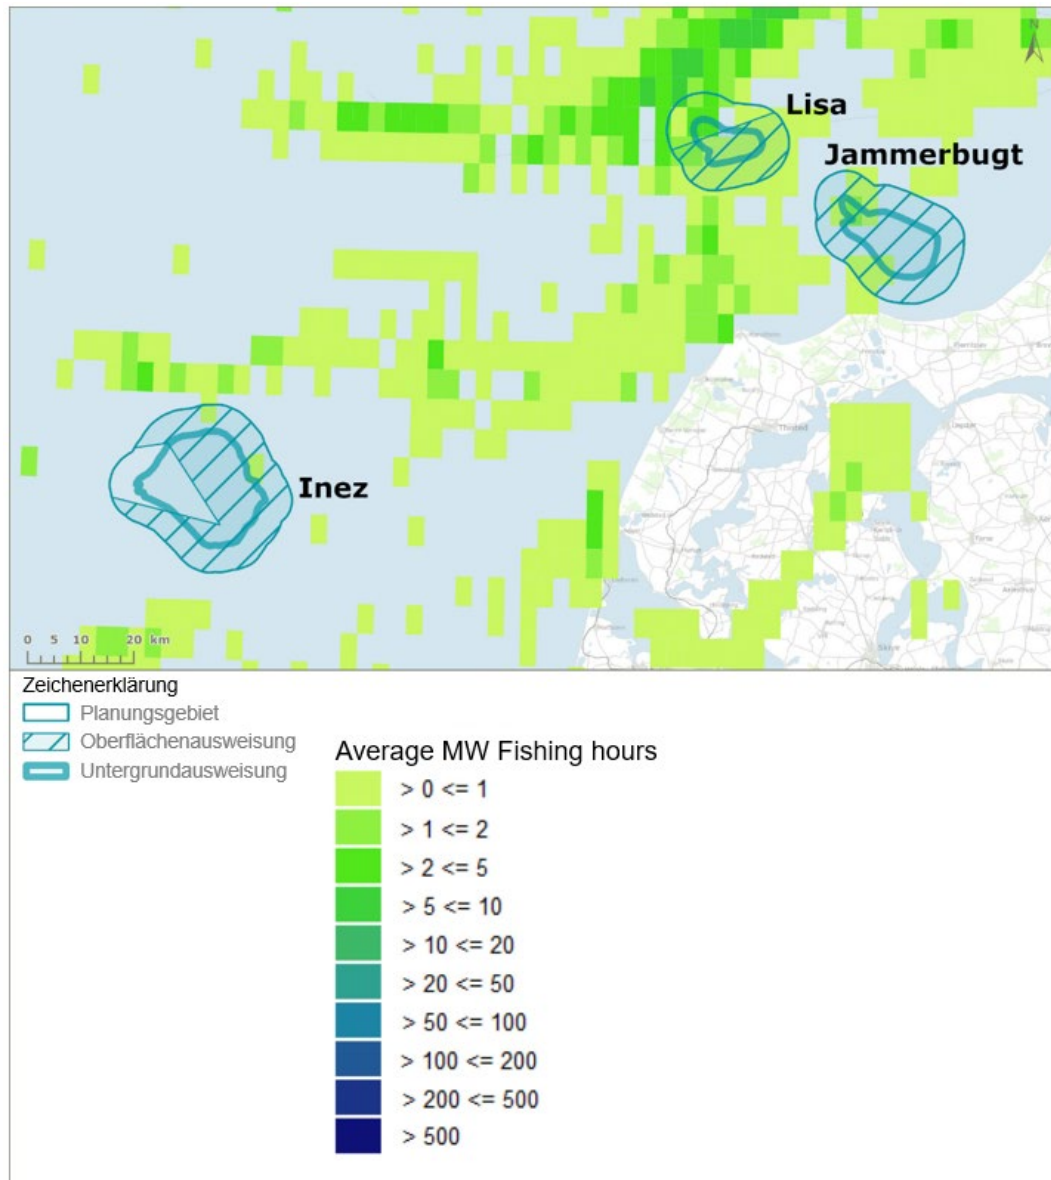 N
Lisa
Jammerbugt
Inez
Thisted
0 5 10 20 km
Zeichenerklärung
Planungsgebiet
Oberflächenausweisung
Untergrundausweisung
Average MW Fishing hours
> 0 <= 1
> 1 <= 2
> 2 <= 5
> 5 <= 10
> 10 <= 20
> 20 <= 50
> 50 <= 100
> 100 <= 200
> 200 <= 500
> 500